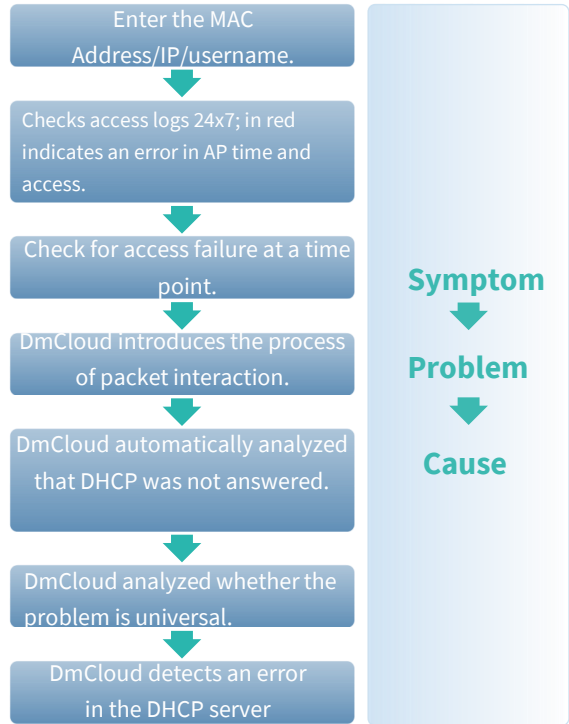 Enter the MAC
Address/IP/username.
Checks access logs 24x7; in red
indicates an error in AP time and
access.
Check for access failure at a time
point.
DmCloud introduces the process
of packet interaction.
DmCloud automatically analyzed
that DHCP was not answered.
DmCloud analyzed whether the
problem is universal.
DmCloud detects an error
in the DHCP server
Symptom
Problem
Cause